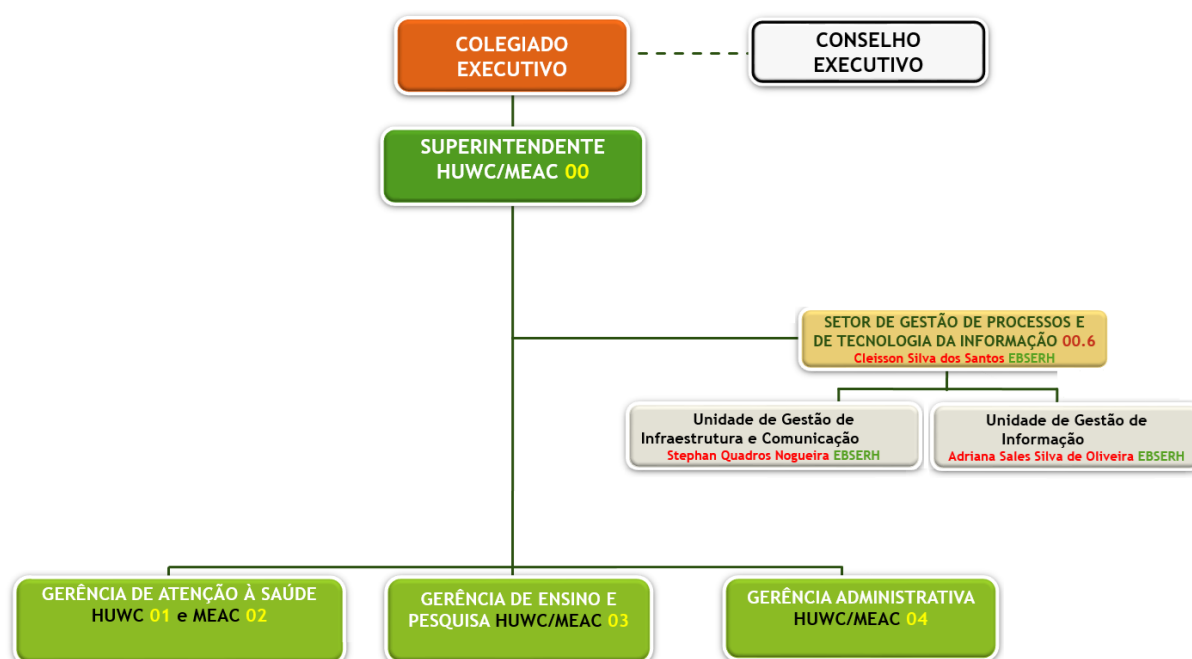 COLEGIADO
EXECUTIVO
CONSELHO
EXECUTIVO
SUPERINTENDENTE
HUWC/MEAC 00
SETOR DE GESTÃO DE PROCESSOS E
DE TECNOLOGIA DA INFORMAÇÃO 00.6
Cleisson Silva dos Santos EBSERH
Unidade de Gestão de
Infraestrutura e Comunicação
Stephan Quadros Nogueira EBSERH
Unidade de Gestão de
Informação
Adriana Sales Silva de Oliveira EBSERH
GERÊNCIA DE ATENÇÃO À SAÚDE
HUWC 01 e MEAC 02
GERÊNCIA DE ENSINO E
PESQUISA HUWC/MEAC 03
GERÊNCIA ADMINISTRATIVA
HUWC/MEAC 04